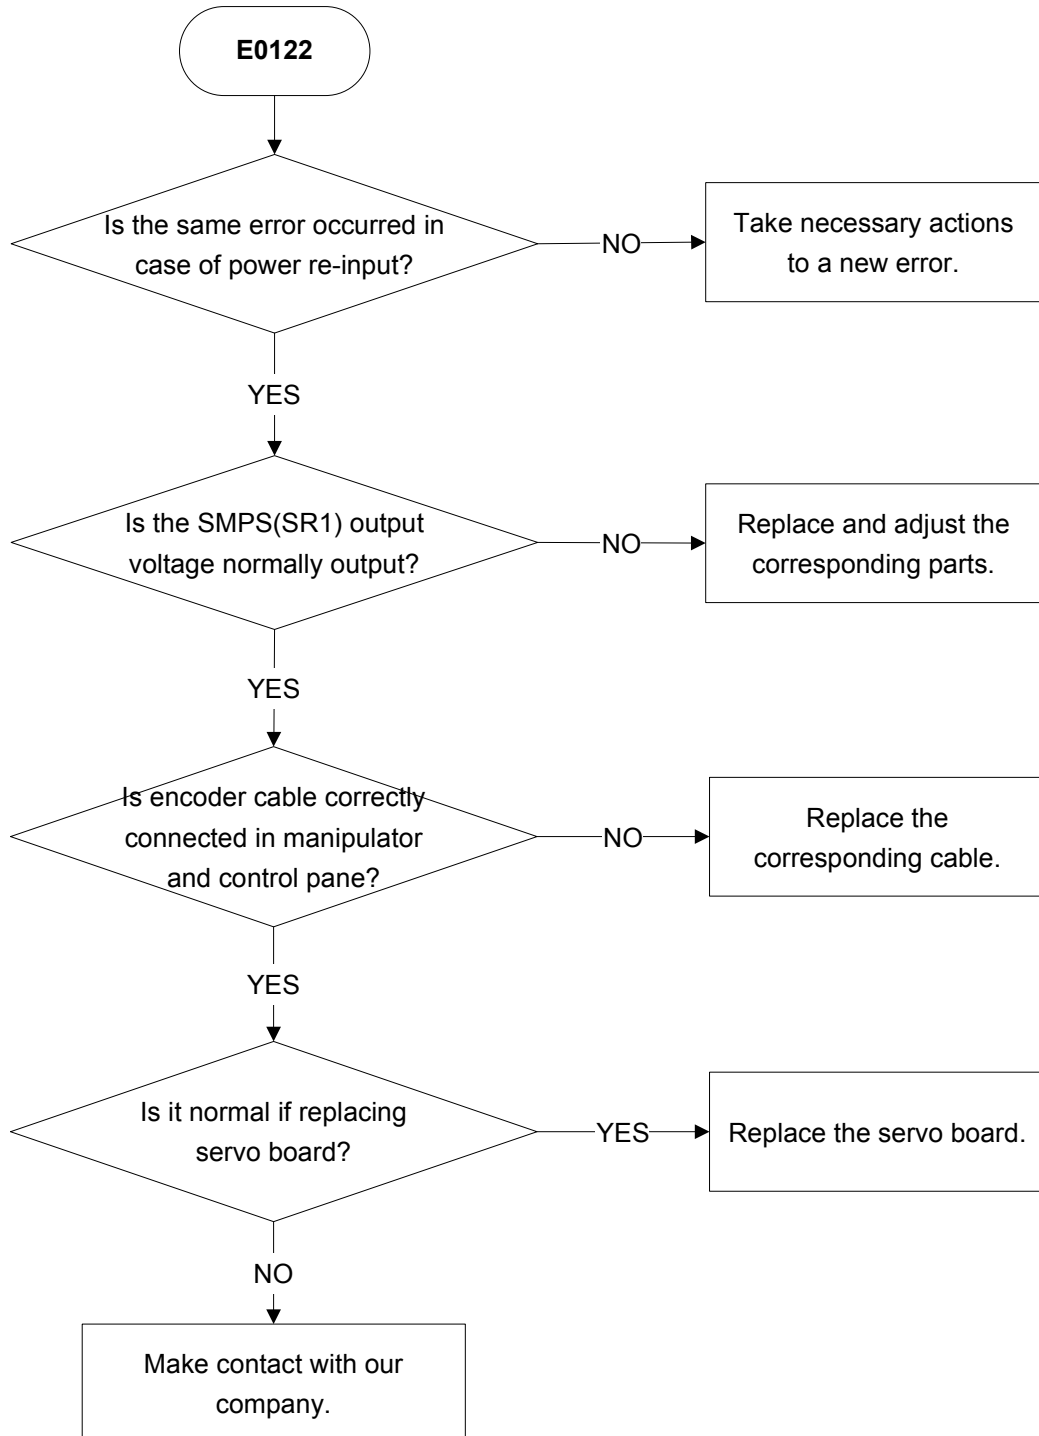 E0122
Is the same error occurred in
case of power re-input?
NO
Take necessary actions
to a new error.
YES
Is the SMPS(SR1) output
voltage normally output?
NO
Replace and adjust the
corresponding parts.
YES
Is encoder cable correctly
connected in manipulator
and control pane?
NO
Replace the
corresponding cable.
YES
Is it normal if replacing
servo board?
YES
Replace the servo board.
NO
Make contact with our
company.